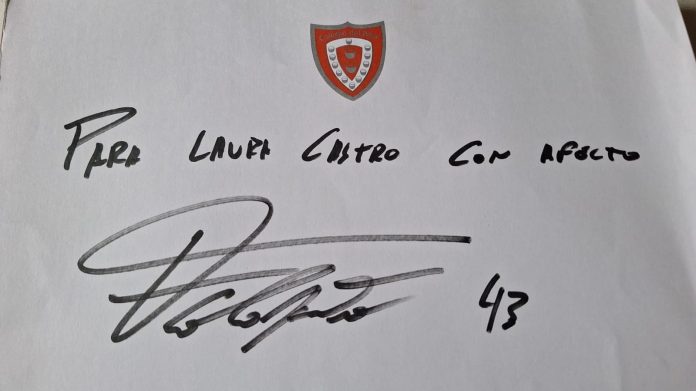 PARA LAURA CASTRO CON AFECTO
43